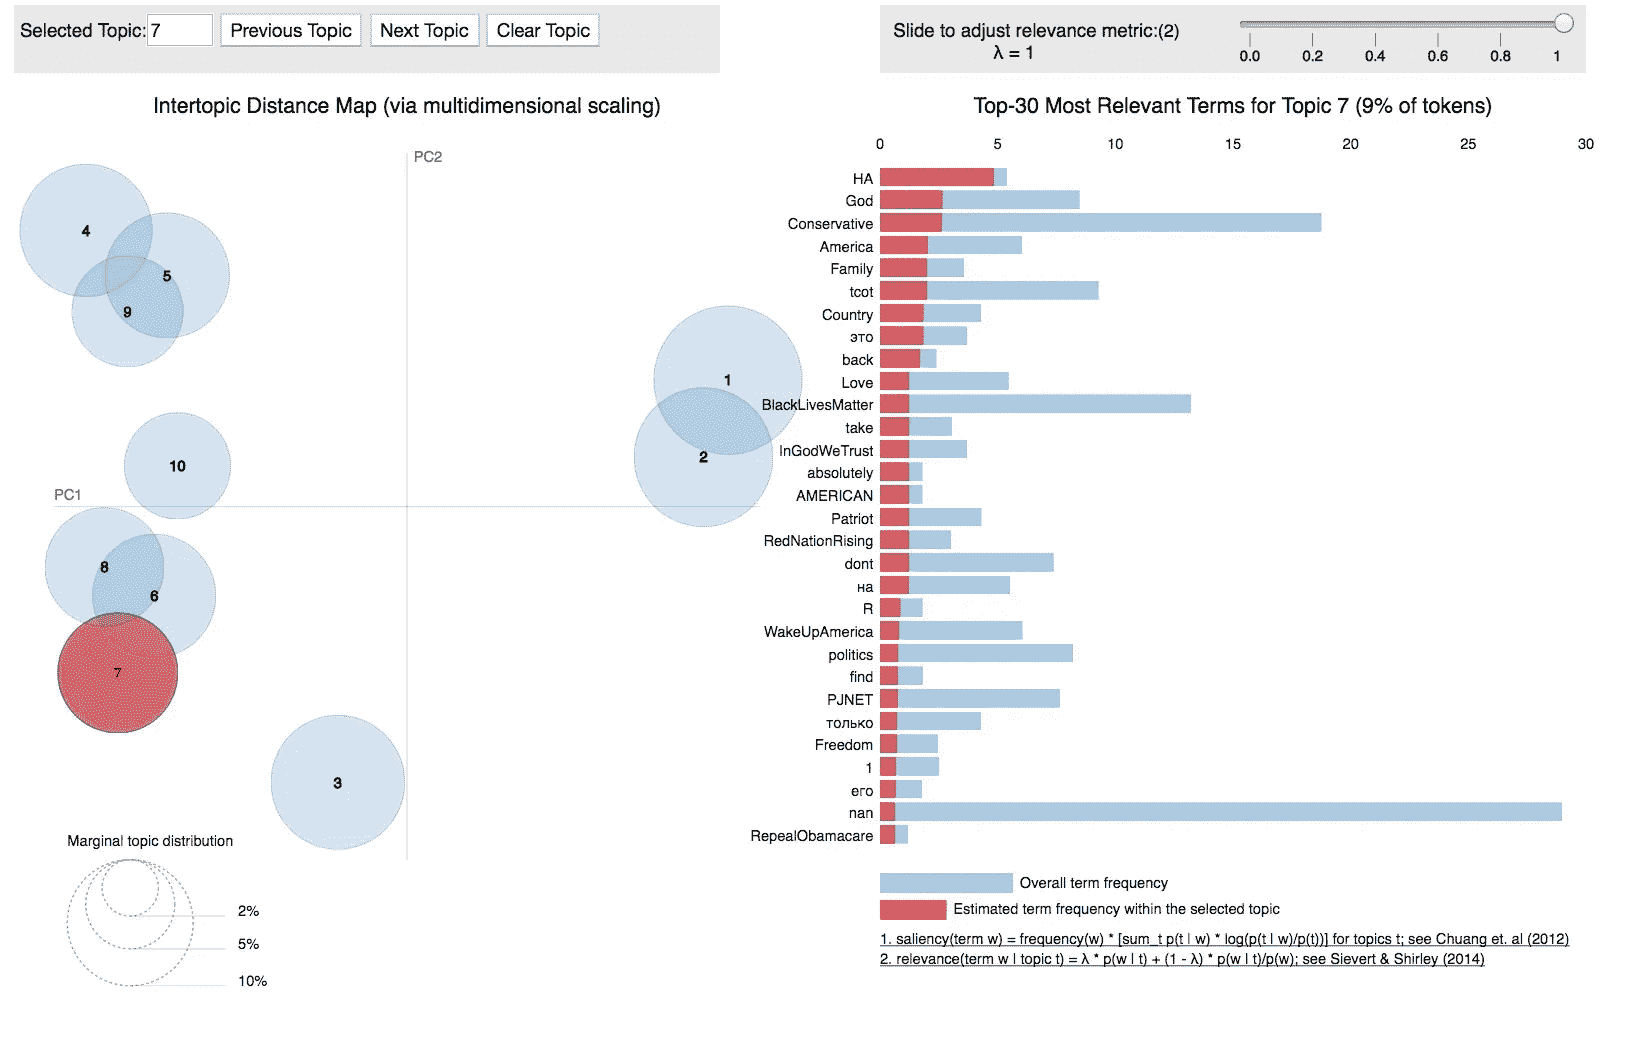 Selected Topic: 7 Previous Topic Next Topic Clear Topic
Slide to adjust relevance metric:(2)
λ = 1
0.0 0.2 0.4 0.6 0.8 1
Intertopic Distance Map (via multidimensional scaling)
PC2
PC1
4
5
9
1
2
10
8
6
7
3
Marginal topic distribution
2%
5%
10%
Top-30 Most Relevant Terms for Topic 7 (9% of tokens)
0 5 10 15 20 25 30
HA
God
Conservative
America
Family
tcot
Country
это
back
Love
BlackLivesMatter
take
InGodWeTrust
absolutely
AMERICAN
Patriot
RedNationRising
dont
на
R
WakeUpAmerica
politics
find
PJNET
только
Freedom
1
его
nan
RepealObamacare
Overall term frequency
Estimated term frequency within the selected topic
1. saliency(term w) = frequency(w) * [sum_t p(t | w) * log(p(t | w)/p(t))] for topics t; see Chuang et. al (2012)
2. relevance(term w | topic t) = λ * p(w | t) + (1 - λ) * p(w | t)/p(w); see Sievert & Shirley (2014)